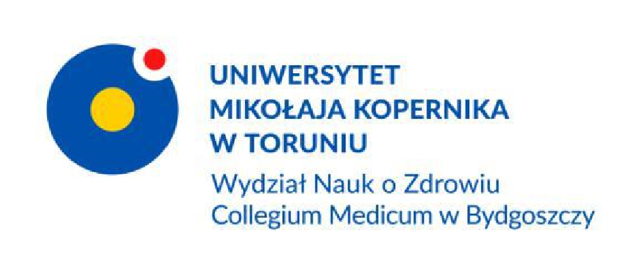 UNIWERSYTET
MIKOŁAJA KOPERNIKA
W TORUNIU
Wydział Nauk o Zdrowiu
Collegium Medicum w Bydgoszczy